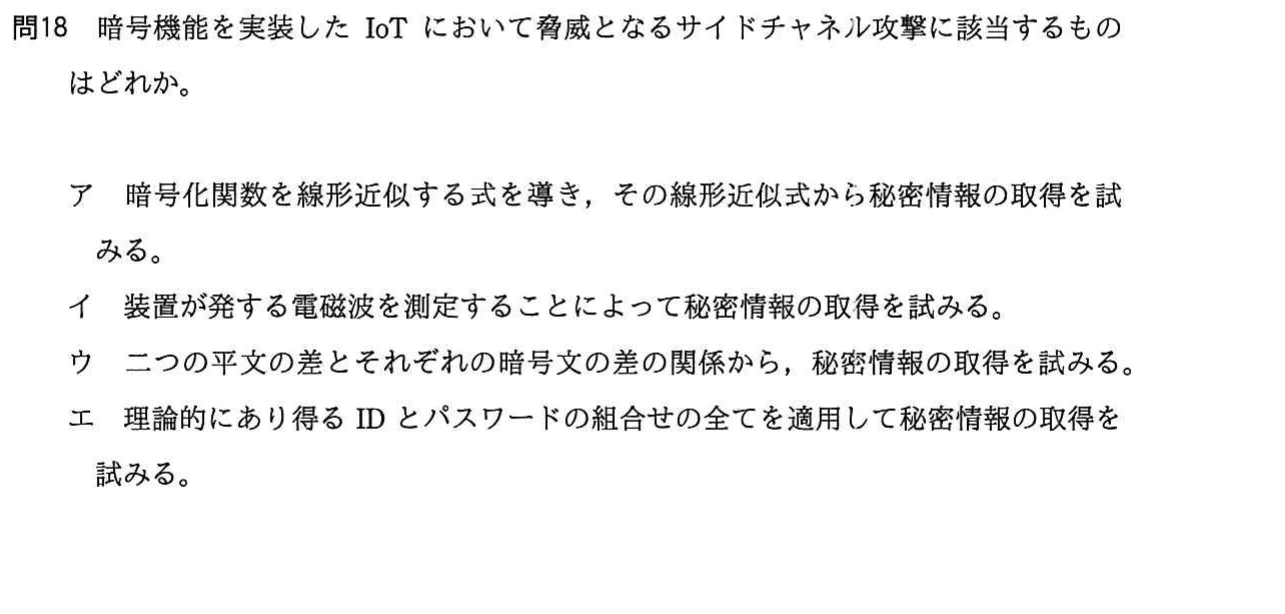 問18 暗号機能を実装した IoT において脅威となるサイドチャネル攻撃に該当するもの
はどれか。
ア 暗号化関数を線形近似する式を導き，その線形近似式から秘密情報の取得を試
みる。
イ 装置が発する電磁波を測定することによって秘密情報の取得を試みる。
ウ 二つの平文の差とそれぞれの暗号文の差の関係から，秘密情報の取得を試みる。
エ 理論的にあり得る ID とパスワードの組合せの全てを適用して秘密情報の取得を
試みる。